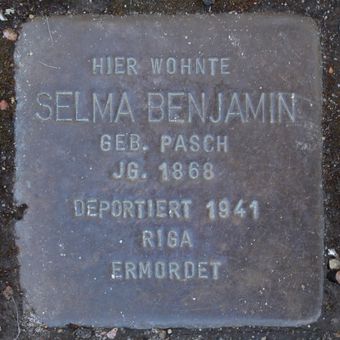 HIER WOHNTE
SELMA BENJAMIN
GEB. PASCH
JG. 1868
DEPORTIERT 1941
RIGA
ERMORDET